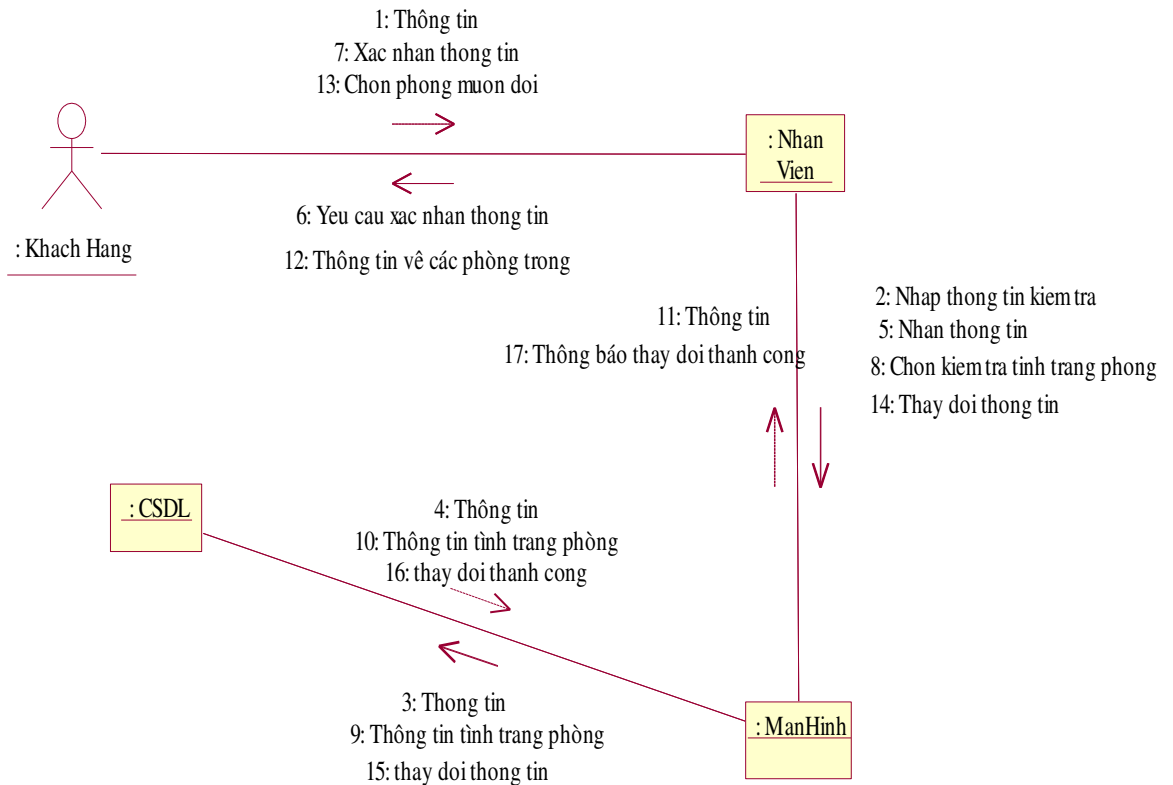 1: Thông tin
7: Xac nhan thong tin
13: Chon phong muon doi
: Nhan
Vien
6: Yeu cau xac nhan thong tin
: Khach Hang
12: Thông tin vê các phòng trong
2: Nhap thong tin kiem tra
11: Thông tin
5: Nhan thong tin
17: Thông báo thay doi thanh cong
8: Chon kiem tra tinh trang phong
14: Thay doi thong tin
: CSDL
4: Thông tin
10: Thông tin tình trang phòng
16: thay doi thanh cong
3: Thong tin
: ManHinh
9: Thông tin tình trang phòng
15: thay doi thong tin